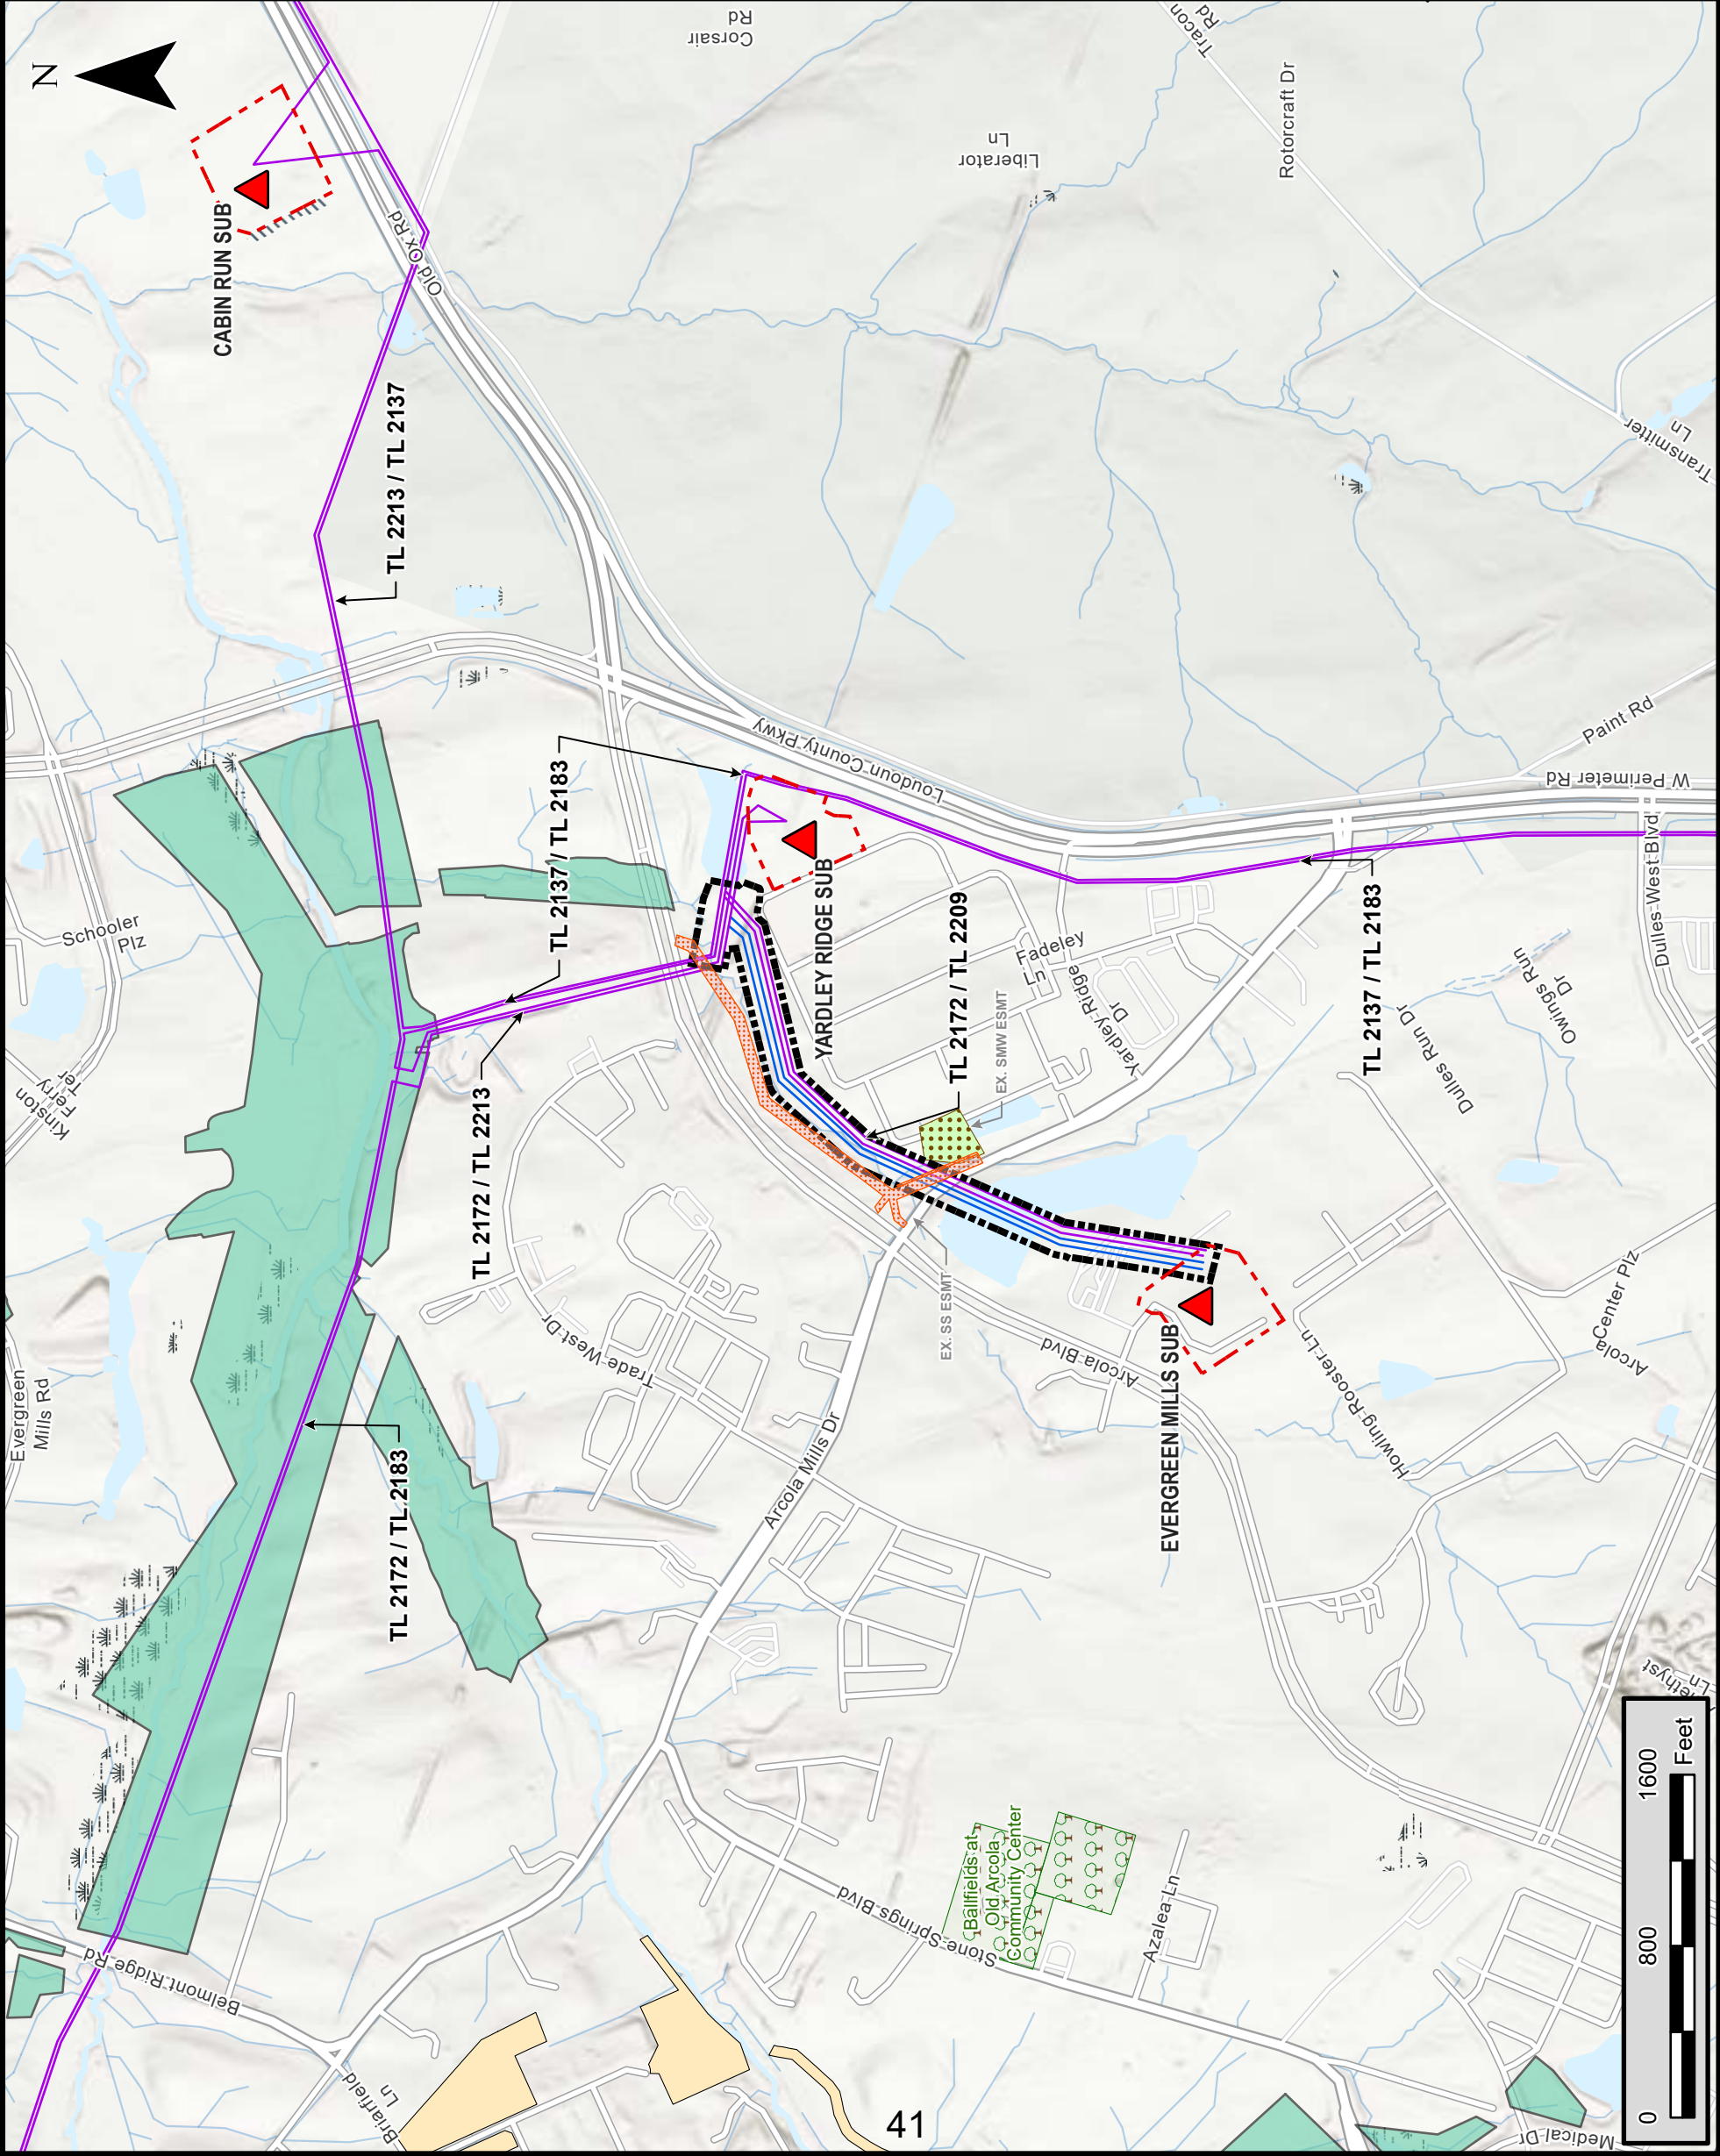 N
Corsair
Rd
Tracon
Rd
Rotorcraft Dr
Liberator
Ln
CABIN RUN SUB
Old Ox Rd
TL 2213 / TL 2137
Transmitter
Ln
Loudoun County Pkwy
Paint Rd
W Perimeter Rd
Dulles West Blvd
TL 2137 / TL 2183
YARDLEY RIDGE SUB
TL 2172 / TL 2209
Fadeley
Ln
Yardley Ridge
Dr
EX. SMW ESMT
TL 2137 / TL 2183
Owings Run
Dr
Dulles Run Dr
Schooler
Plz
Kinston
Ferry
Ter
TL 2172 / TL 2213
EX. SS ESMT
Trade West Dr
Arcola Blvd
EVERGREEN MILLS SUB
Howling Rooster Ln
Arcola Center Plz
Evergreen
Mills Rd
TL 2172 / TL 2183
Arcola Mills Dr
Ballfields at
Old Arcola
Community Center
Stone Springs Blvd
Azalea Ln
Belmont Ridge Rd
Briarfield
Ln
Medical Dr
ethyst
Ln
0
800
1600
Feet
41